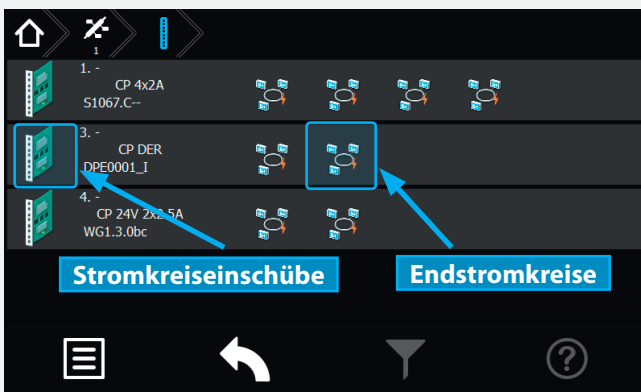 1
1. -
CP 4x2A
S1067.C--
3. -
CP DER
DPE0001_I
4. -
CP 24V 2x2.5A
WG1.3.0bc
Stromkreiseinschübe
Endstromkreise
?